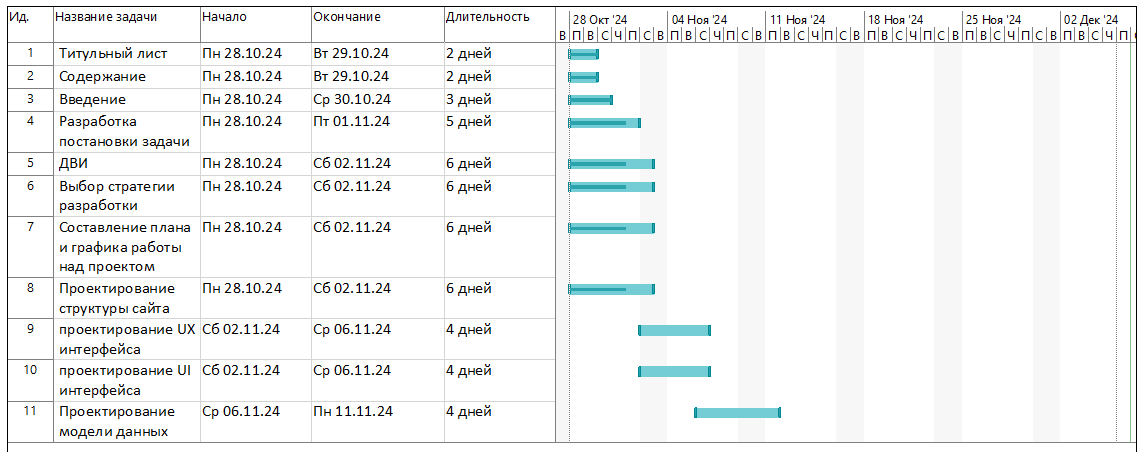 Ид. Название задачи Начало Окончание Длительность 28 Окт '24 04 Ноя '24 11 Ноя '24 18 Ноя '24 25 Ноя '24 02 Дек '24
В П В С Ч П С В П В С Ч П С В П В С Ч П С В П В С Ч П С В П В С Ч П С В П В С Ч П С
1 Титульный лист Пн 28.10.24 Вт 29.10.24 2 дней
2 Содержание Пн 28.10.24 Вт 29.10.24 2 дней
3 Введение Пн 28.10.24 Ср 30.10.24 3 дней
4 Разработка Пн 28.10.24 Пт 01.11.24 5 дней
постановки задачи
5 ДВИ Пн 28.10.24 Сб 02.11.24 6 дней
6 Выбор стратегии Пн 28.10.24 Сб 02.11.24 6 дней
разработки
7 Составление плана Пн 28.10.24 Сб 02.11.24 6 дней
и графика работы
над проектом
8 Проектирование Пн 28.10.24 Сб 02.11.24 6 дней
структуры сайта
9 проектирование UX Сб 02.11.24 Ср 06.11.24 4 дней
интерфейса
10 проектирование UI Сб 02.11.24 Ср 06.11.24 4 дней
интерфейса
11 Проектирование Ср 06.11.24 Пн 11.11.24 4 дней
модели данных